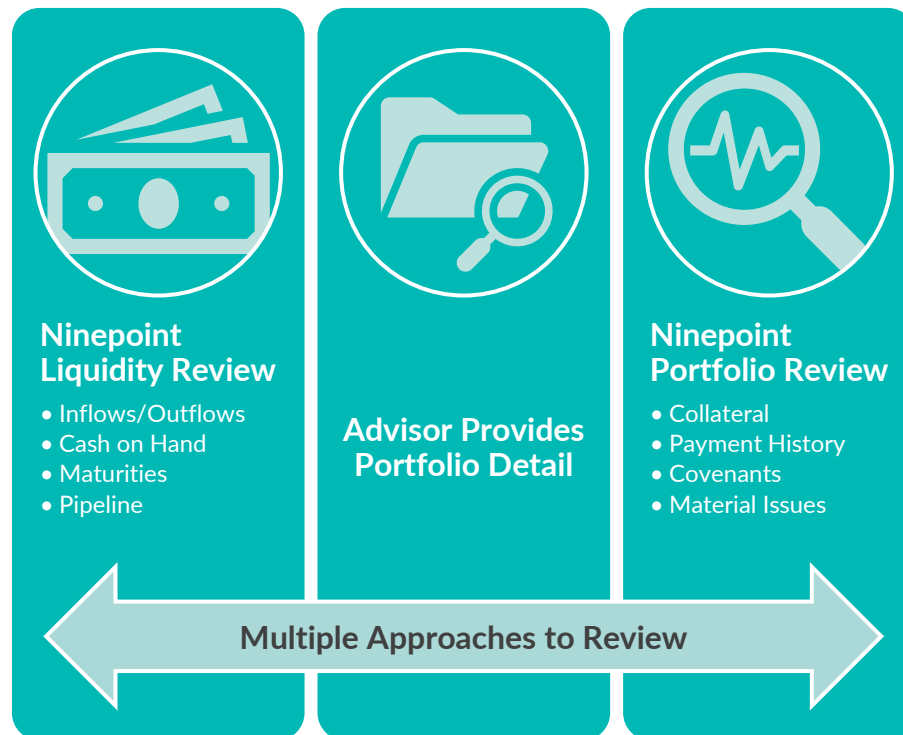 Ninepoint
Liquidity Review
• Inflows/Outflows
• Cash on Hand
• Maturities
• Pipeline
Advisor Provides
Portfolio Detail
Ninepoint
Portfolio Review
• Collateral
• Payment History
• Covenants
• Material Issues
Multiple Approaches to Review